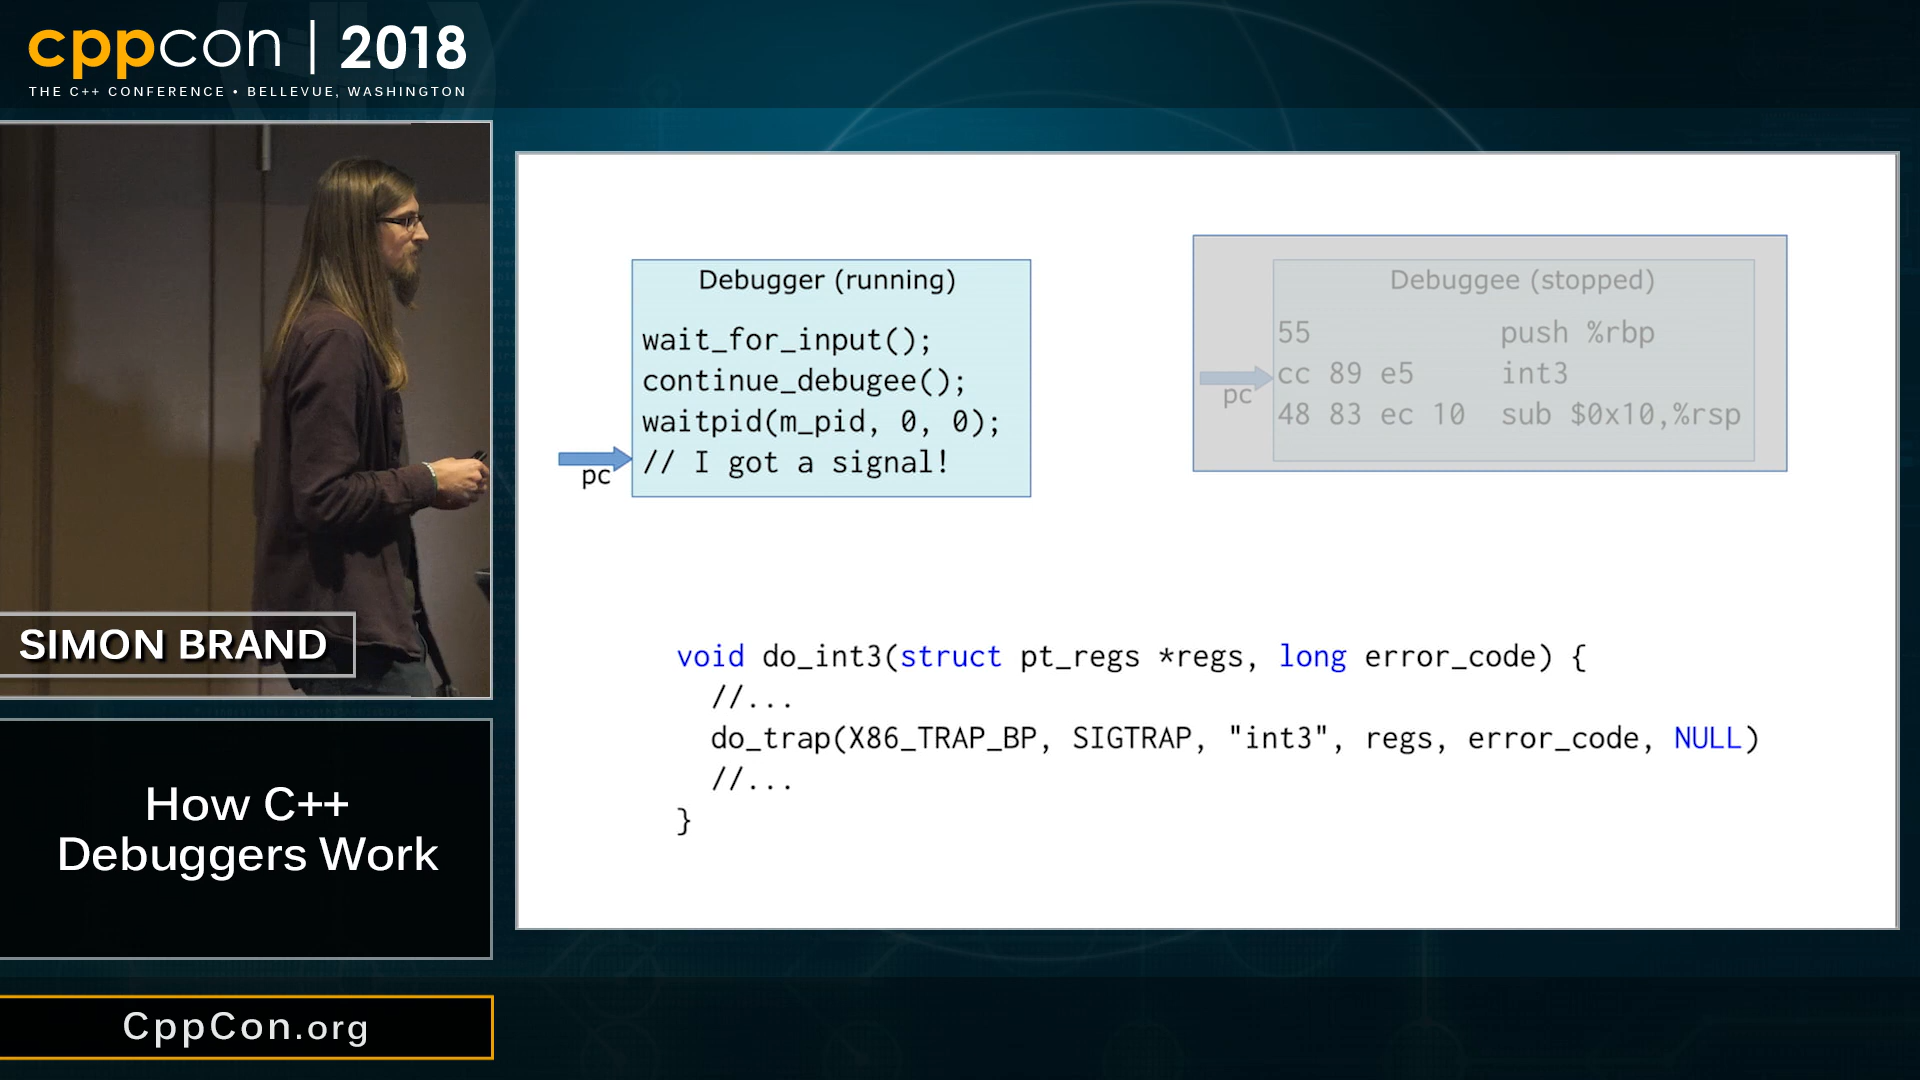 cppcon | 2018
THE C++ CONFERENCE • BELLEVUE, WASHINGTON
SIMON BRAND
How C++
Debuggers Work
CppCon.org
Debugger (running)
wait_for_input();
continue_debugee();
waitpid(m_pid, 0, 0);
// I got a signal!
pc
Debuggee (stopped)
55 push %rbp
cc 89 e5 int3
48 83 ec 10 sub $0x10,%rsp
pc
void do_int3(struct pt_regs *regs, long error_code) {
//...
do_trap(X86_TRAP_BP, SIGTRAP, "int3", regs, error_code, NULL)
//...
}